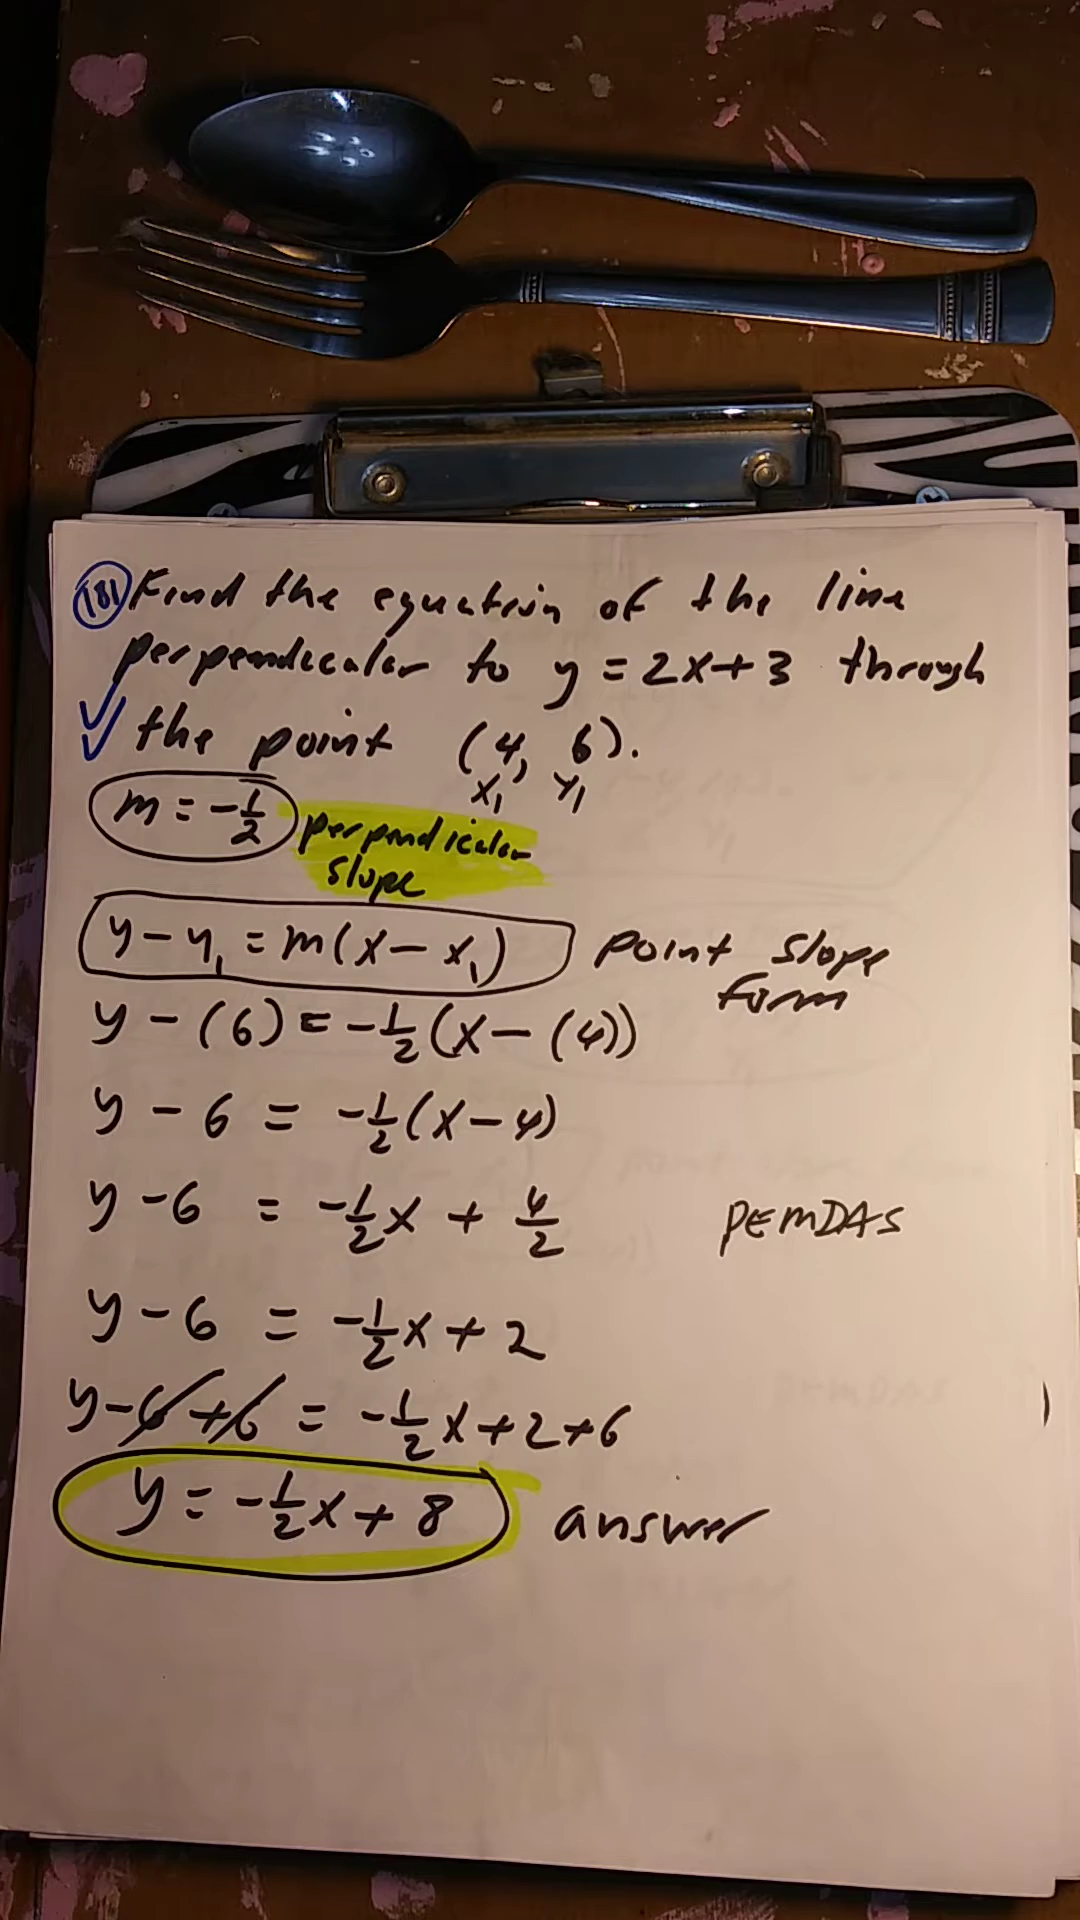 181 Find the equation of the line
perpendicular to y = 2x+3 through
the point (4, 6).
x₁ y₁
m = -1/2 perpendicular
slope
y - y₁ = m(x - x₁) point slope
form
y - (6) = -1/2(x - (4))
y - 6 = -1/2(x - 4)
y - 6 = -1/2x + 4/2 PEMDAS
y - 6 = -1/2x + 2
y - 6 + 6 = -1/2x + 2 + 6
y = -1/2x + 8 answer